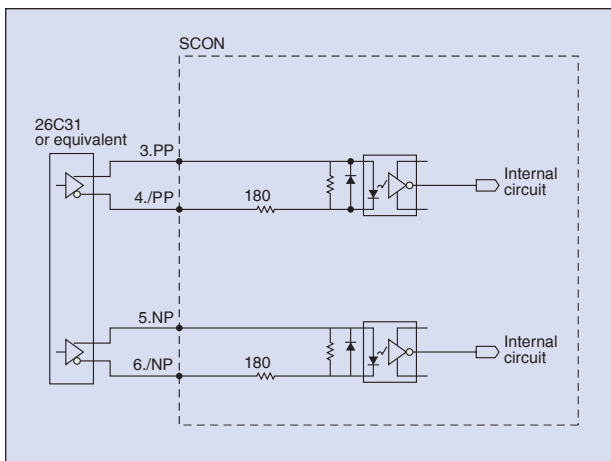 SCON
26C31
or equivalent
3.PP
4./PP
180
Internal
circuit
5.NP
6./NP
180
Internal
circuit